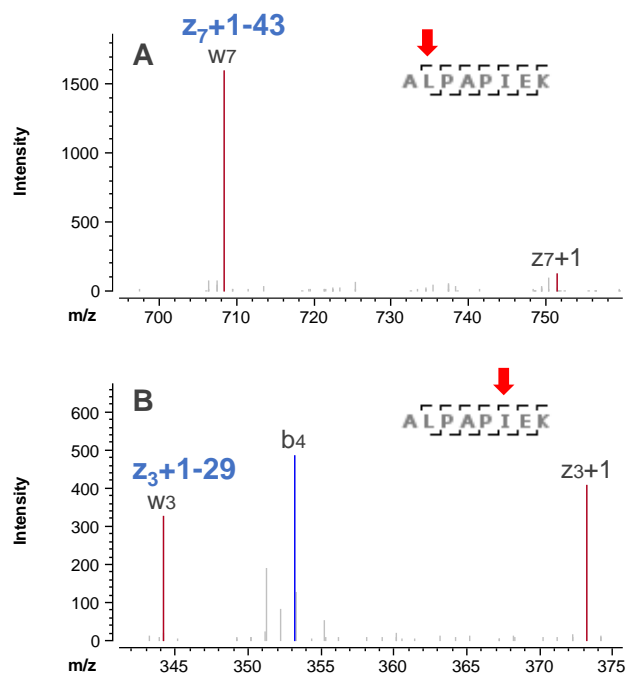 z7+1-43
A
w7
ALPAPIEK
1500
1000
500
0
Intensity
z7+1
m/z
700
710
720
730
740
750
B
ALPAPIEK
600
500
400
300
200
100
0
Intensity
b4
z3+1-29
w3
z3+1
m/z
345
350
355
360
365
370
375